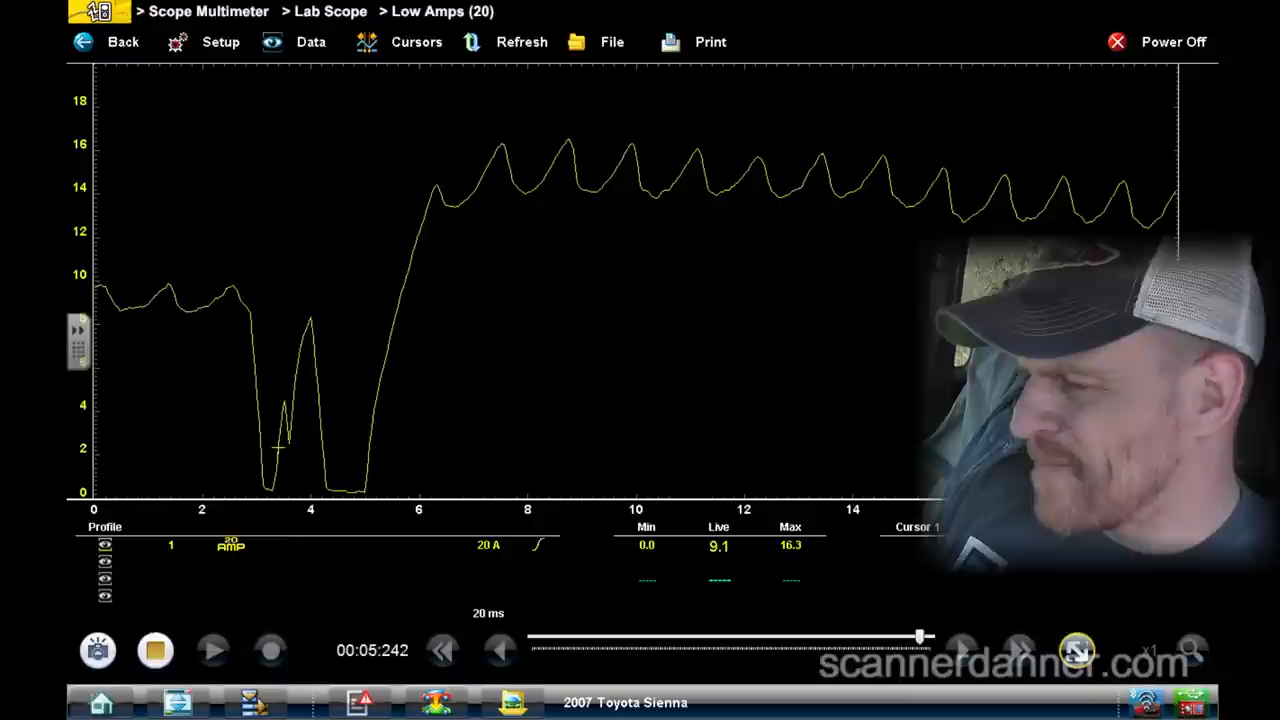 > Scope Multimeter > Lab Scope > Low Amps (20)
Back Setup Data Cursors Refresh File Print Power Off
18
16
14
12
10
8
4
2
0
0 2 4 6 8 10 12 14
Profile Min Live Max Cursor 1
1 20 AMP 20 A 0.0 9.1 16.3
---- ---- ----
20 ms
00:05:242 x1
scannerdanner.com
2007 Toyota Sienna